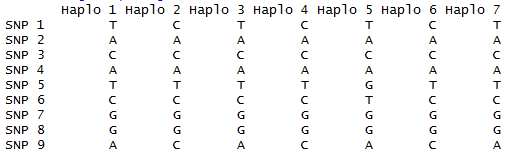 Haplo 1 Haplo 2 Haplo 3 Haplo 4 Haplo 5 Haplo 6 Haplo 7
SNP 1 T C T C T C T
SNP 2 A A A A A A A
SNP 3 C C C C C C C
SNP 4 A A A A A A A
SNP 5 T T T T G T T
SNP 6 C C C C T C C
SNP 7 G G G G G G G
SNP 8 G G G G G G G
SNP 9 A C A C A C A